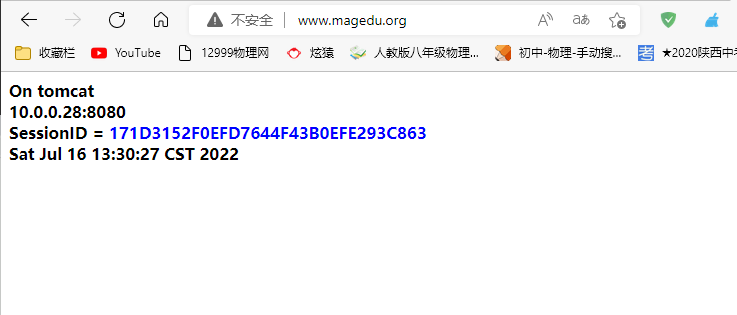 不安全 www.magedu.org A aあ
收藏栏 YouTube 12999物理网 炫猿 人教版八年级物理... 初中-物理-手动搜... 考 ★2020陕西中考
On tomcat
10.0.0.28:8080
SessionID = 171D3152F0EFD7644F43B0EFE293C863
Sat Jul 16 13:30:27 CST 2022